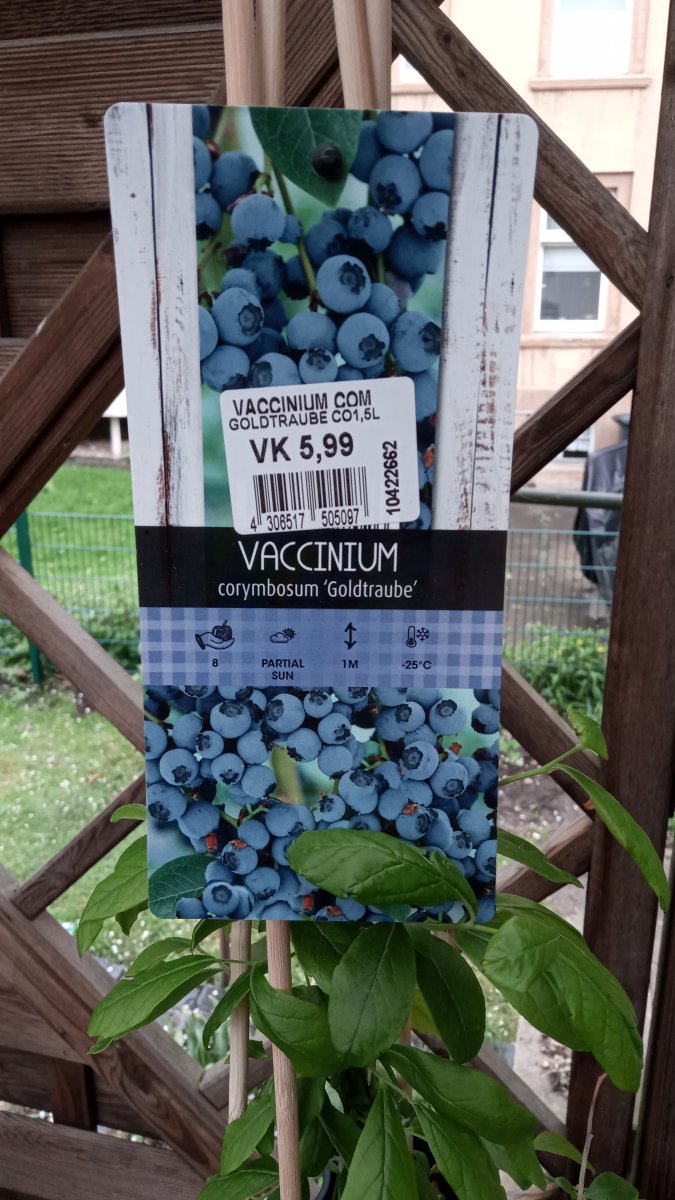 VACCINIUM COM
GOLDTRAUBE CO1,5L
VK 5,99
10422662
4 306517 505097
VACCINIUM
corymbosum 'Goldtraube'
8
PARTIAL
SUN
1M
-25°C